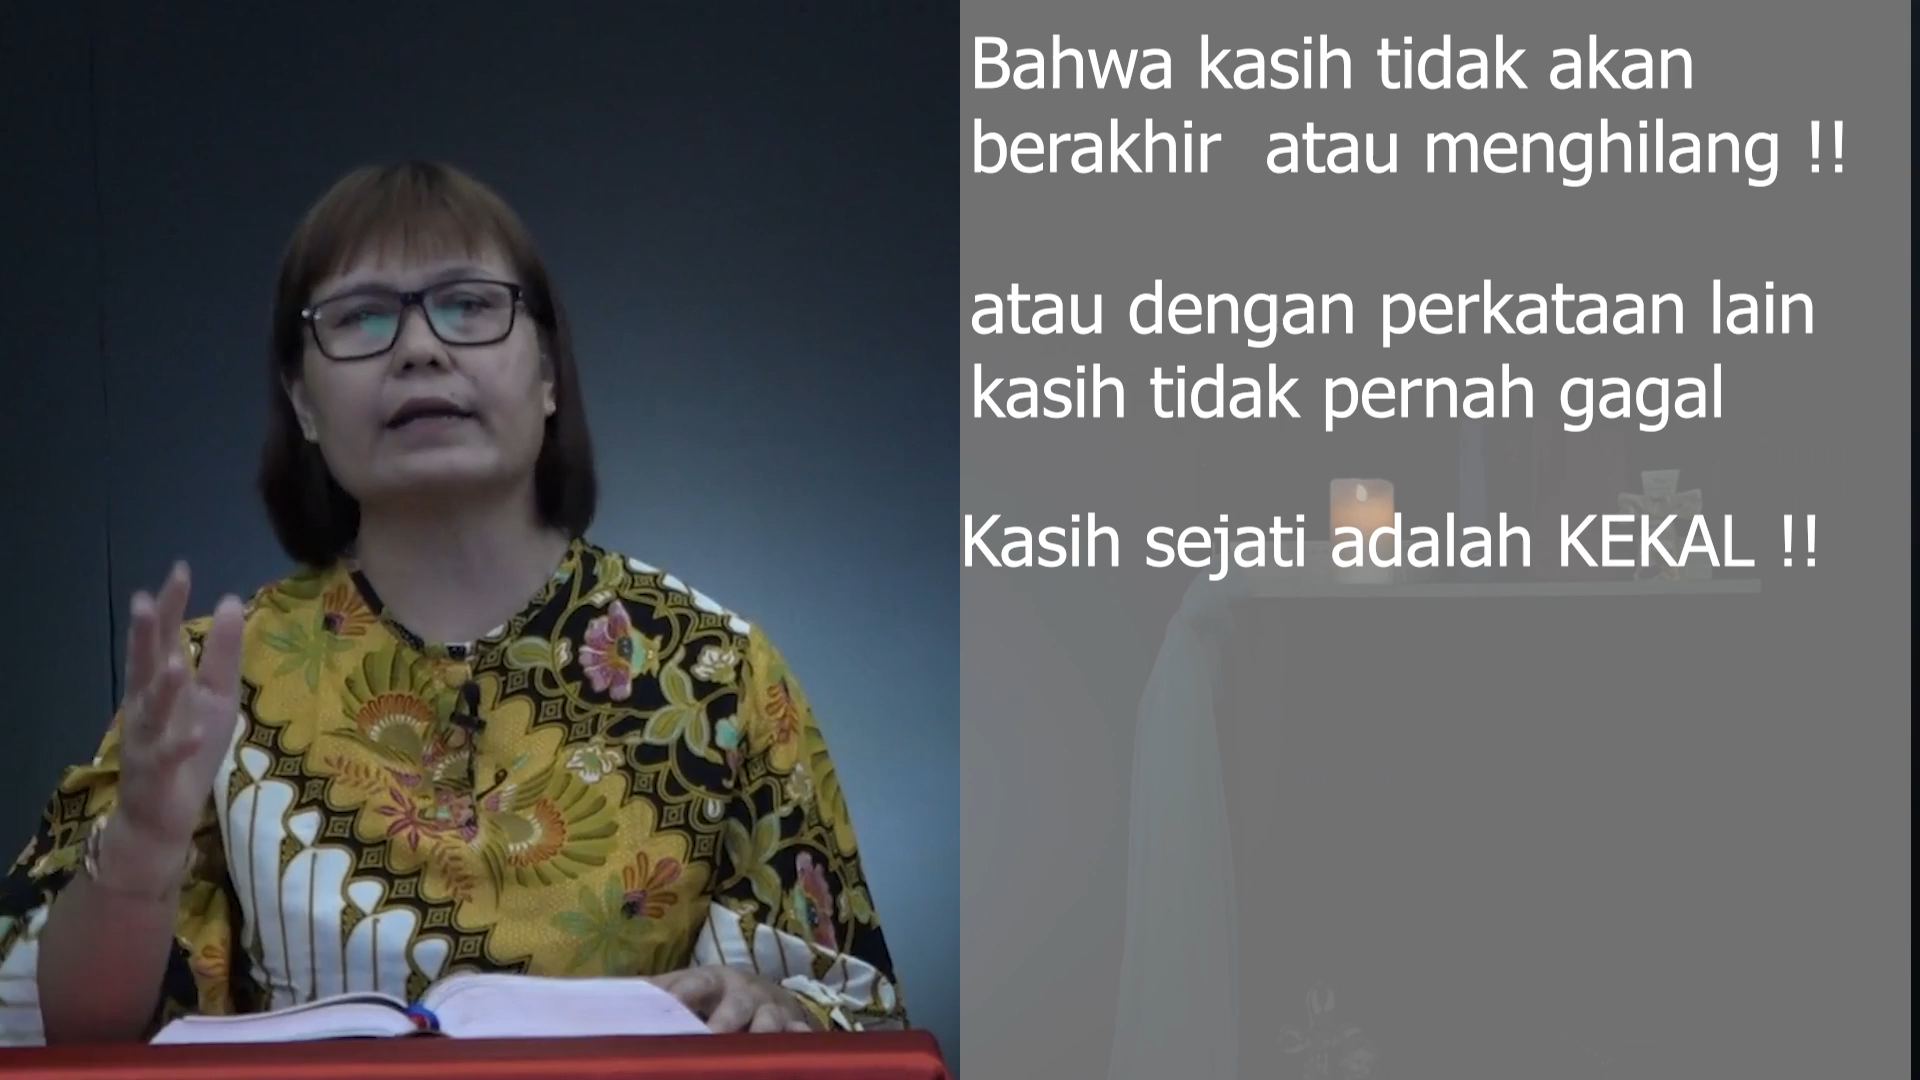 Bahwa kasih tidak akan
berakhir  atau menghilang !!
atau dengan perkataan lain
kasih tidak pernah gagal
Kasih sejati adalah KEKAL !!